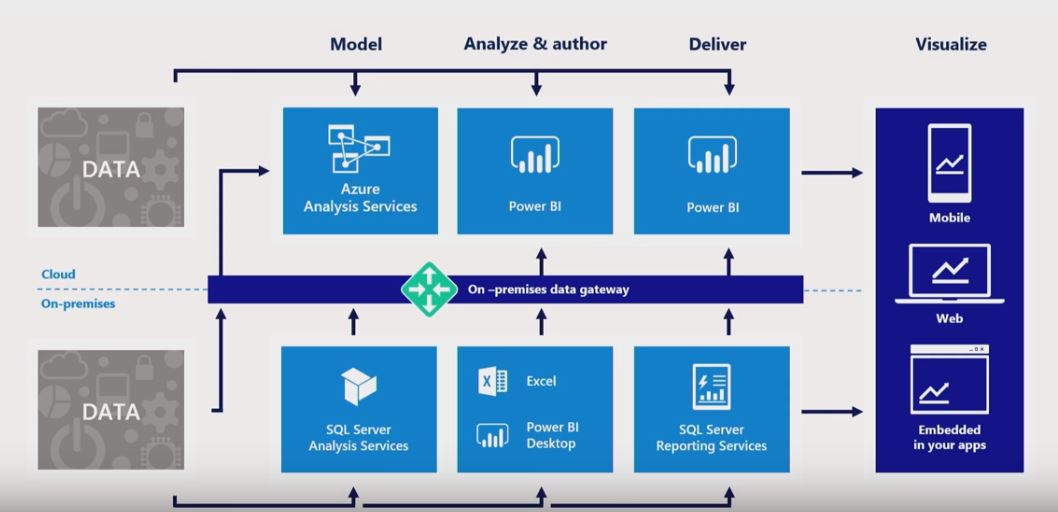 Model
Analyze & author
Deliver
Visualize
DATA
Azure
Analysis Services
Power BI
Power BI
Mobile
Cloud
On-premises
On –premises data gateway
Web
DATA
SQL Server
Analysis Services
X
Excel
Power BI
Desktop
SQL Server
Reporting Services
Embedded
in your apps